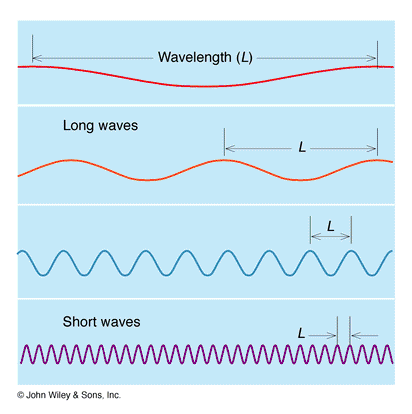 Wavelength (L)
Long waves
L
L
Short waves
L
© John Wiley & Sons, Inc.